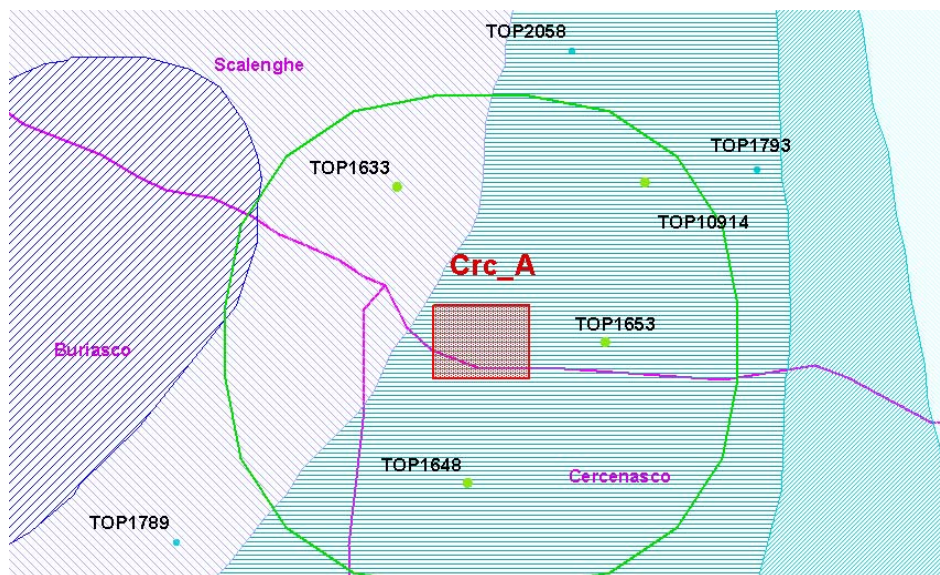 TOP2058
Scalenghe
TOP1793
TOP1633
TOP10914
Crc_A
TOP1653
Buriasco
TOP1648
Cercenasco
TOP1789